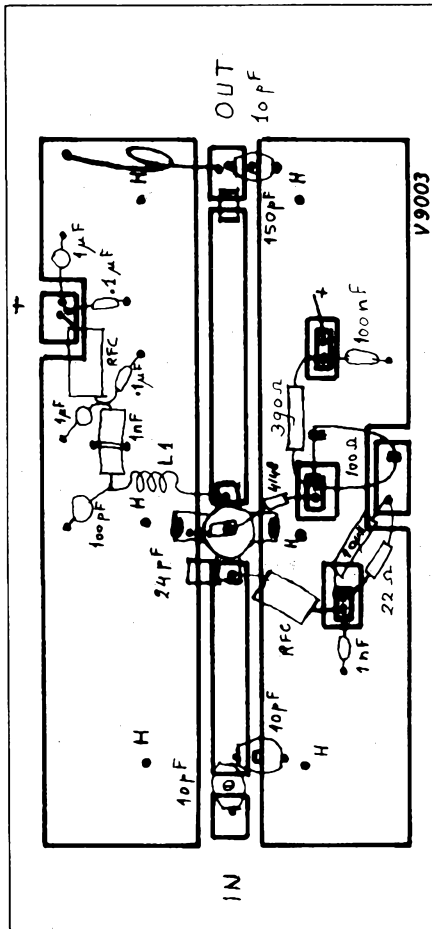 OUT
10pF
H
H
V9003
150pF
+
1µF
.1µF
RFC
.1µF
1µF
1nF
L1
100pF
H
24pF
4148
390Ω
+
100nF
100Ω
H
22Ω
RFC
1nF
10pF
H
H
10pF
IN